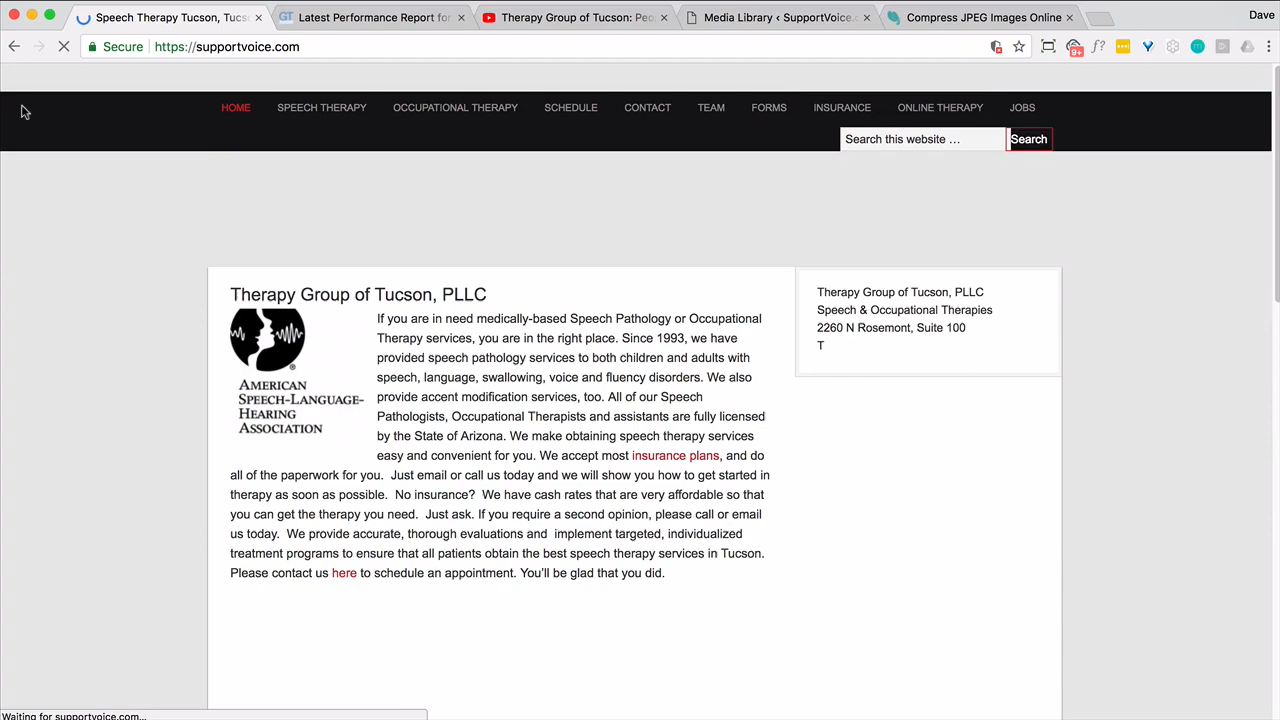 Speech Therapy Tucson, Tucs
Latest Performance Report for
Therapy Group of Tucson: Peo
Media Library ‹ SupportVoice.c
Compress JPEG Images Online
Dave
Secure
https://supportvoice.com
9+
f?
HOME
SPEECH THERAPY
OCCUPATIONAL THERAPY
SCHEDULE
CONTACT
TEAM
FORMS
INSURANCE
ONLINE THERAPY
JOBS
Search this website …
Search
Therapy Group of Tucson, PLLC
AMERICAN
SPEECH-LANGUAGE-
HEARING
ASSOCIATION
If you are in need medically-based Speech Pathology or Occupational
Therapy services, you are in the right place. Since 1993, we have
provided speech pathology services to both children and adults with
speech, language, swallowing, voice and fluency disorders. We also
provide accent modification services, too. All of our Speech
Pathologists, Occupational Therapists and assistants are fully licensed
by the State of Arizona. We make obtaining speech therapy services
easy and convenient for you. We accept most insurance plans, and do
all of the paperwork for you. Just email or call us today and we will show you how to get started in
therapy as soon as possible. No insurance? We have cash rates that are very affordable so that
you can get the therapy you need. Just ask. If you require a second opinion, please call or email
us today. We provide accurate, thorough evaluations and implement targeted, individualized
treatment programs to ensure that all patients obtain the best speech therapy services in Tucson.
Please contact us here to schedule an appointment. You'll be glad that you did.
Therapy Group of Tucson, PLLC
Speech & Occupational Therapies
2260 N Rosemont, Suite 100
T
Waiting for supportvoice.com...